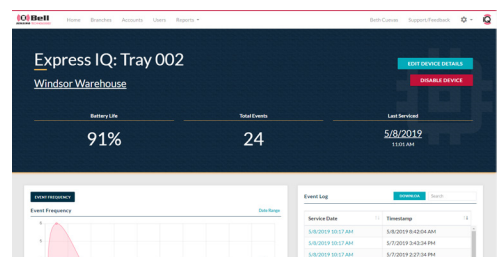 Bell
Home Branches Accounts Users Reports
Beth Cuevas Support/Feedback
Express IQ: Tray 002
Windsor Warehouse
EDIT DEVICE DETAILS
DISABLE DEVICE
Battery Life
91%
Total Events
24
Last Serviced
5/8/2019
11:01 AM
EVENT FREQUENCY
Event Frequency
Date Range
Event Log
DOWNLOAD
Search
Service Date Timestamp
5/8/2019 10:17 AM 5/8/2019 8:42:04 AM
5/8/2019 10:17 AM 5/7/2019 3:43:24 PM
5/8/2019 10:17 AM 5/7/2019 2:27:34 PM